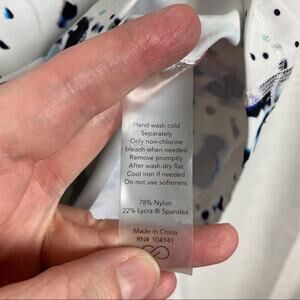 Hand wash cold
Separately
Only non-chlorine
bleach when needed
Remove promptly
After wash dry flat
Cool iron if needed
Do not use softeners
78% Nylon
22% Lycra ® Spandex
Made in China
RN# 104141